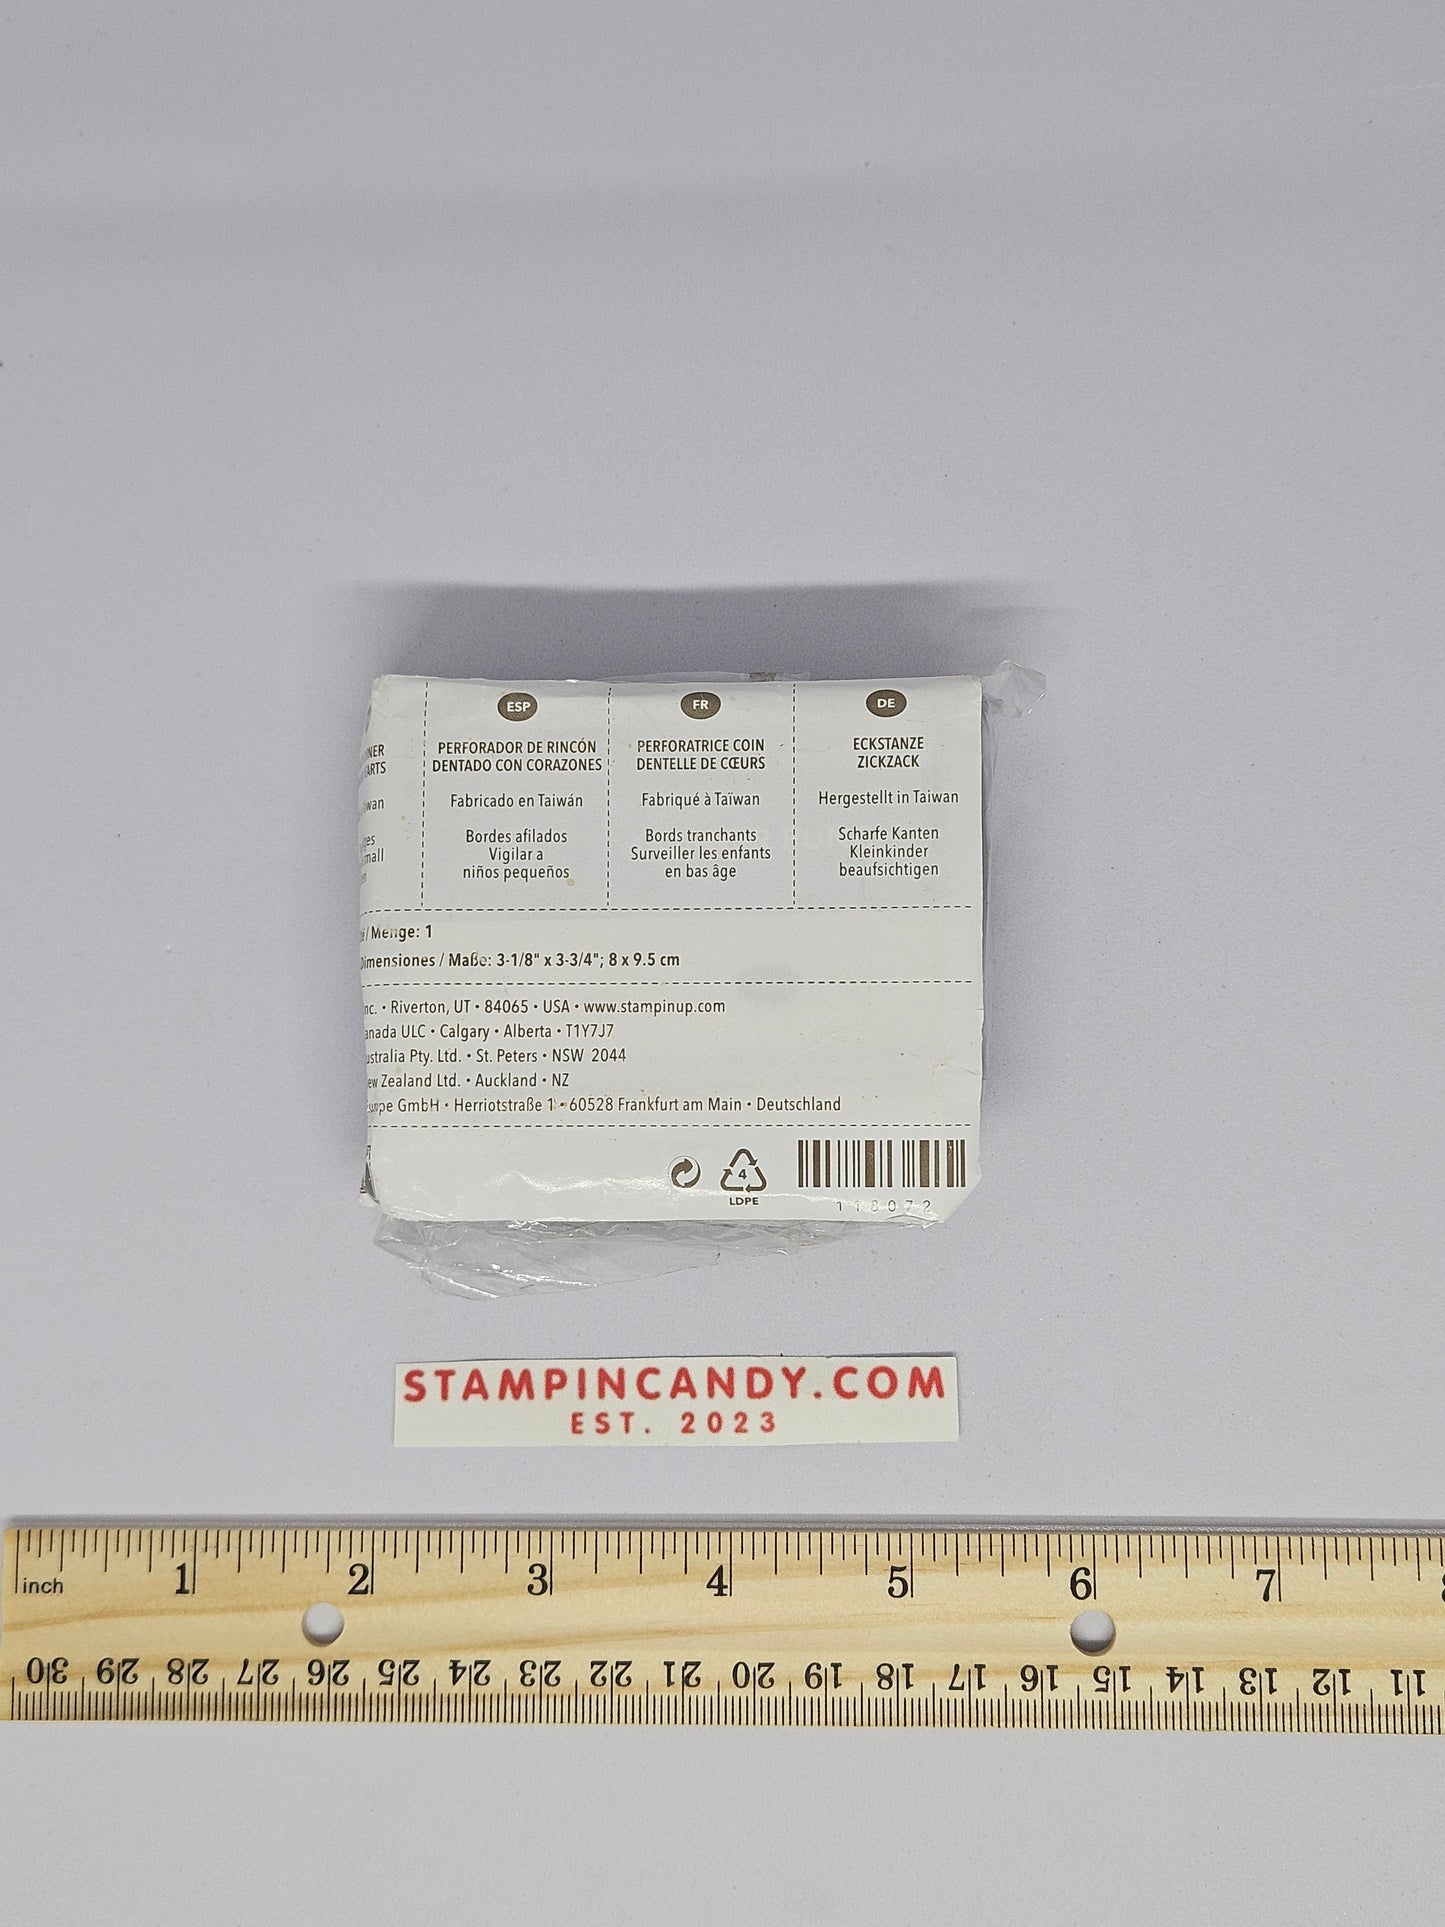 ESP
FR
DE
NER
ARTS
PERFORADOR DE RINCÓN
DENTADO CON CORAZONES
PERFORATRICE COIN
DENTELLE DE CŒURS
ECKSTANZE
ZICKZACK
wan
Fabricado en Taiwán
Fabriqué à Taïwan
Hergestellt in Taiwan
ges
small
Bordes afilados
Vigilar a
niños pequeños
Bords tranchants
Surveiller les enfants
en bas âge
Scharfe Kanten
Kleinkinder
beaufsichtigen
/ Menge: 1
Dimensiones / Maße: 3-1/8" x 3-3/4"; 8 x 9.5 cm
nc. • Riverton, UT • 84065 • USA • www.stampinup.com
anada ULC • Calgary • Alberta • T1Y7J7
ustralia Pty. Ltd. • St. Peters • NSW 2044
ew Zealand Ltd. • Auckland • NZ
GmbH • Herriotstraße 1 • 60528 Frankfurt am Main • Deutschland
4
LDPE
118072
STAMPINCANDY.COM
EST. 2023
inch 1 2 3 4 5 6 7
30 29 28 27 26 25 24 23 22 21 20 19 18 17 16 15 14 13 12 11